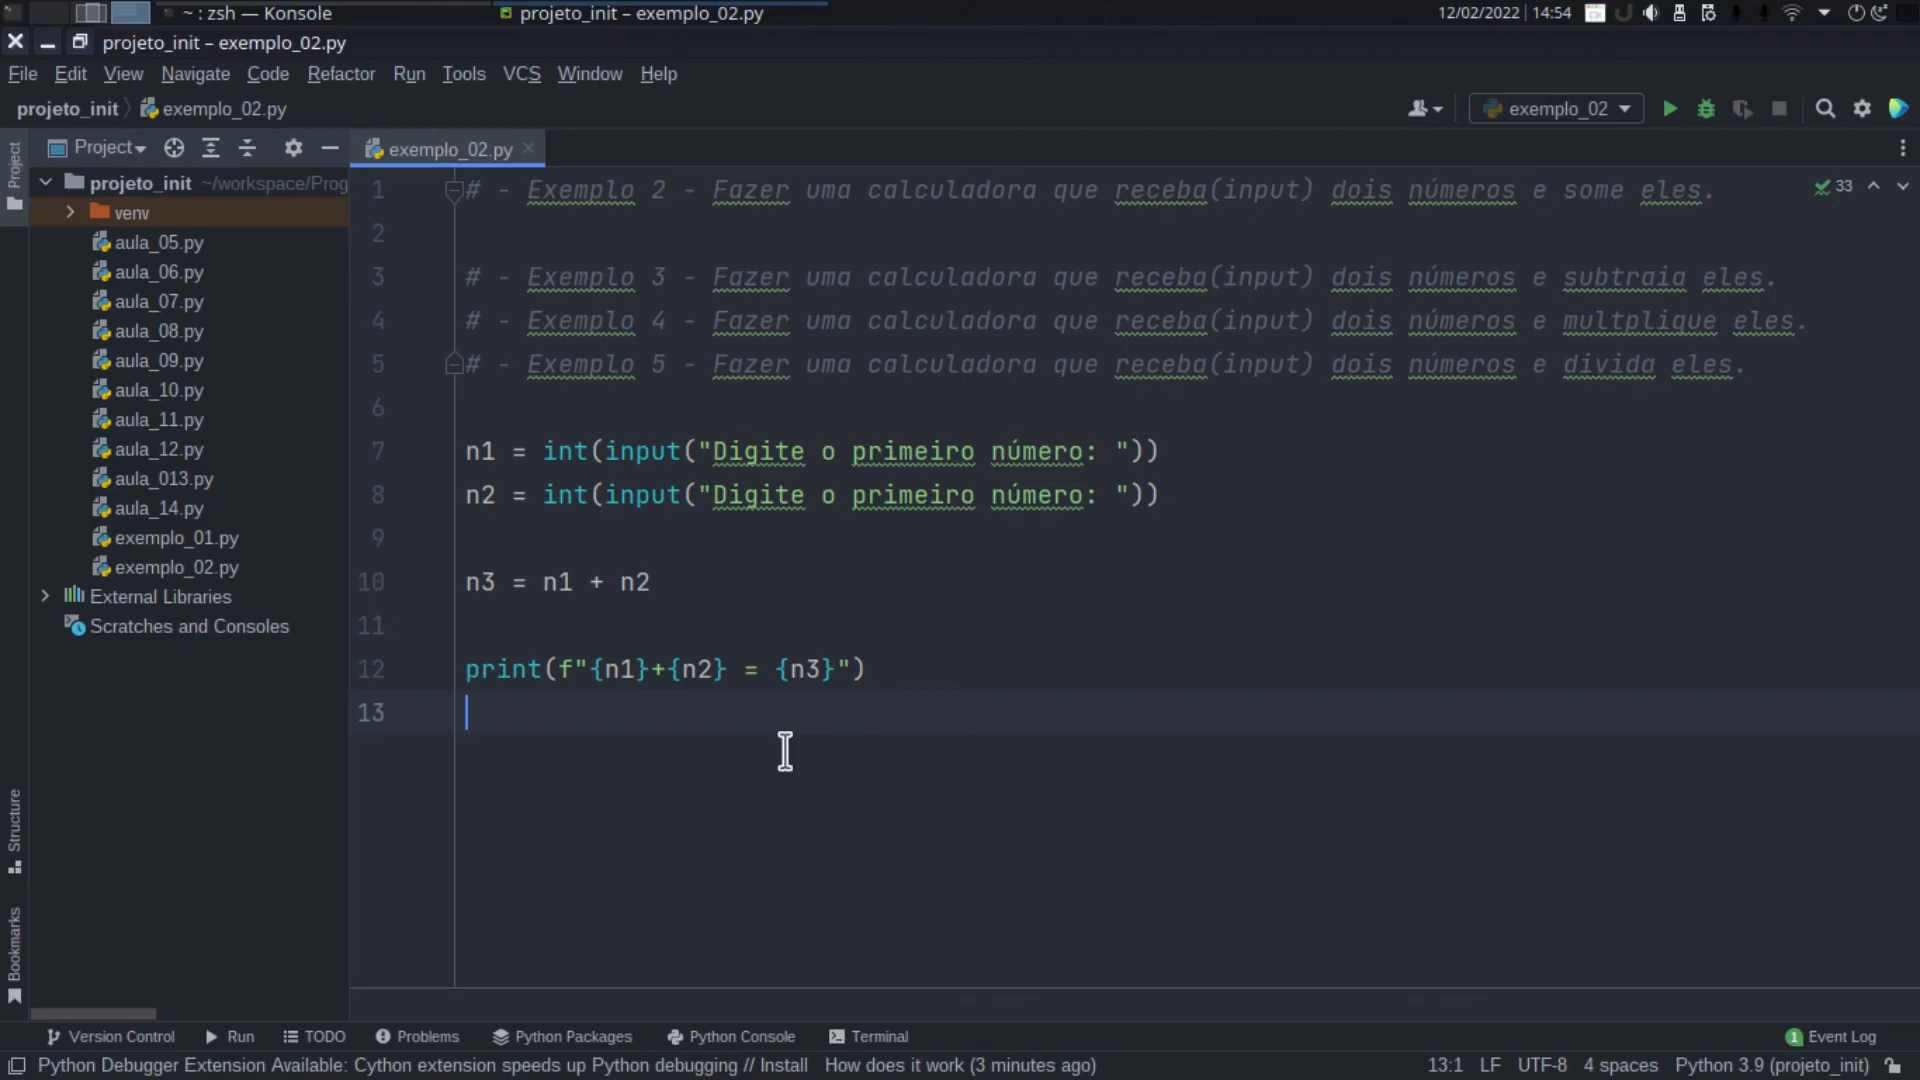 ~ : zsh — Konsole
projeto_init – exemplo_02.py
12/02/2022 | 14:54
projeto_init – exemplo_02.py
File Edit View Navigate Code Refactor Run Tools VCS Window Help
projeto_init exemplo_02.py
exemplo_02
Project
Project
exemplo_02.py
projeto_init ~/workspace/Prog
venv
aula_05.py
aula_06.py
aula_07.py
aula_08.py
aula_09.py
aula_10.py
aula_11.py
aula_12.py
aula_013.py
aula_14.py
exemplo_01.py
exemplo_02.py
External Libraries
Scratches and Consoles
33
1 # - Exemplo 2 - Fazer uma calculadora que receba(input) dois números e some eles.
2
3 # - Exemplo 3 - Fazer uma calculadora que receba(input) dois números e subtraia eles.
4 # - Exemplo 4 - Fazer uma calculadora que receba(input) dois números e multplique eles.
5 # - Exemplo 5 - Fazer uma calculadora que receba(input) dois números e divida eles.
6
7 n1 = int(input("Digite o primeiro número: "))
8 n2 = int(input("Digite o primeiro número: "))
9
10 n3 = n1 + n2
11
12 print(f"{n1}+{n2} = {n3}")
13
Structure
Bookmarks
Version Control Run TODO Problems Python Packages Python Console Terminal
1 Event Log
Python Debugger Extension Available: Cython extension speeds up Python debugging // Install How does it work (3 minutes ago)
13:1 LF UTF-8 4 spaces Python 3.9 (projeto_init)